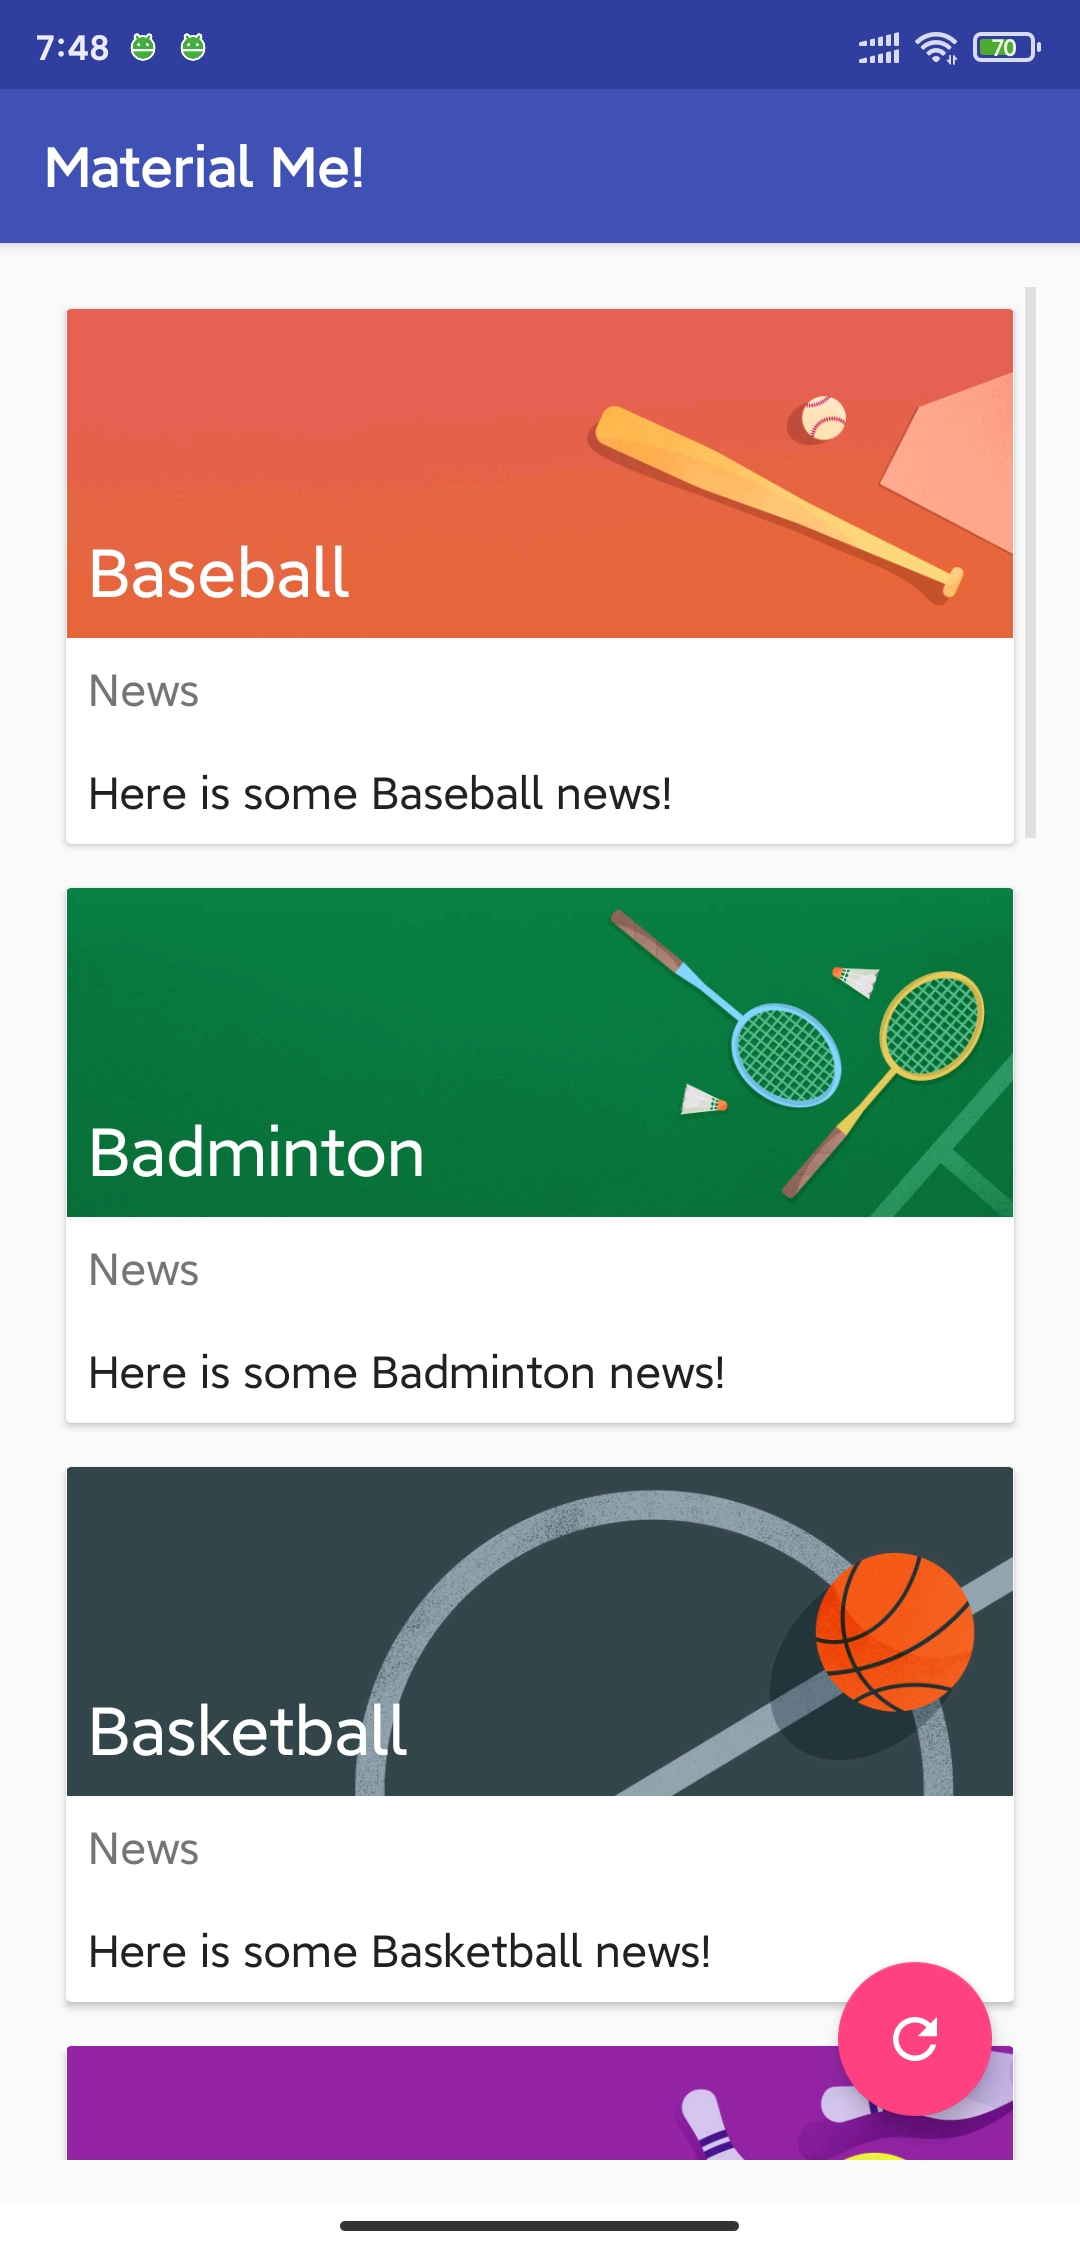 7:48
70
Material Me!
Baseball
News
Here is some Baseball news!
Badminton
News
Here is some Badminton news!
Basketball
News
Here is some Basketball news!